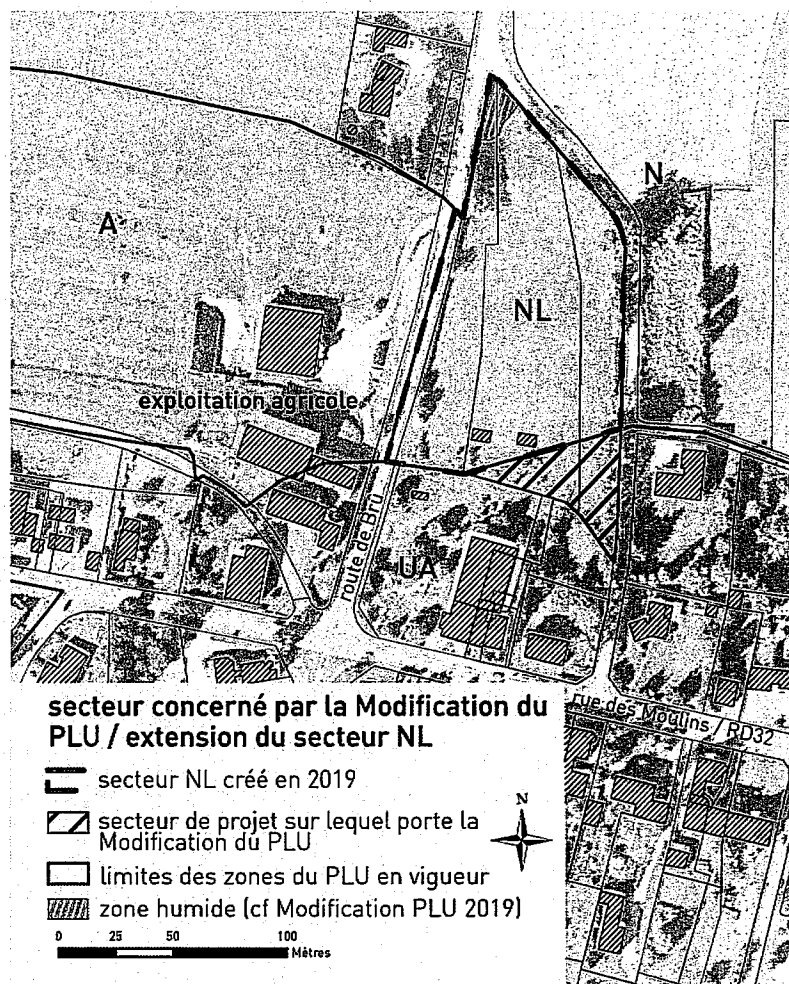 N
A
NL
exploitation agricole
route de Brû
UA
rue des Moulins / RD32
secteur concerné par la Modification du
PLU / extension du secteur NL
secteur NL créé en 2019
secteur de projet sur lequel porte la
Modification du PLU
limites des zones du PLU en vigueur
zone humide (cf Modification PLU 2019)
N
0 25 50 100
Mètres